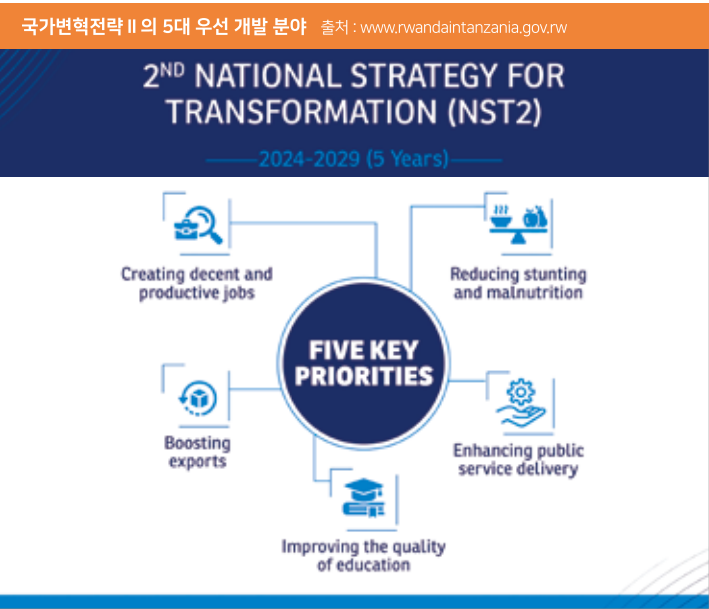 국가변혁전략 II 의 5대 우선 개발 분야 출처 : www.rwandaintanzania.gov.rw
2ND NATIONAL STRATEGY FOR
TRANSFORMATION (NST2)
2024-2029 (5 Years)
Creating decent and
productive jobs
Reducing stunting
and malnutrition
FIVE KEY
PRIORITIES
Boosting
exports
Enhancing public
service delivery
Improving the quality
of education